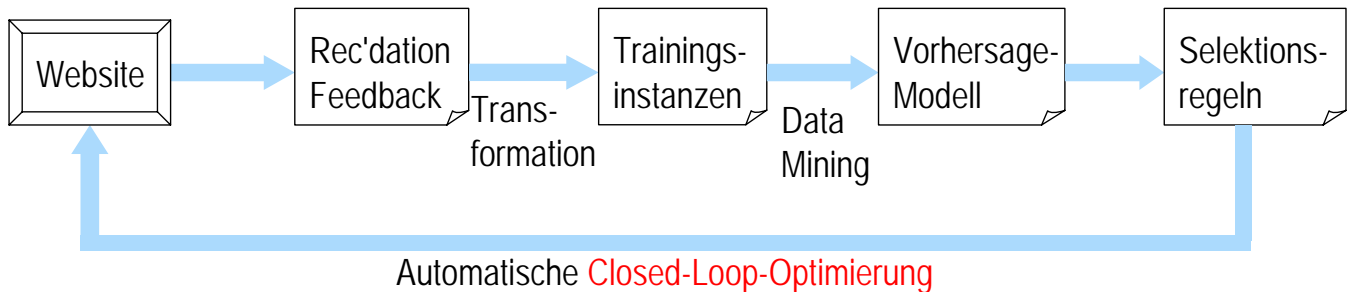 Website
Rec'dation
Feedback
Trans-
formation
Trainings-
instanzen
Data
Mining
Vorhersage-
Modell
Selektions-
regeln
Automatische Closed-Loop-Optimierung